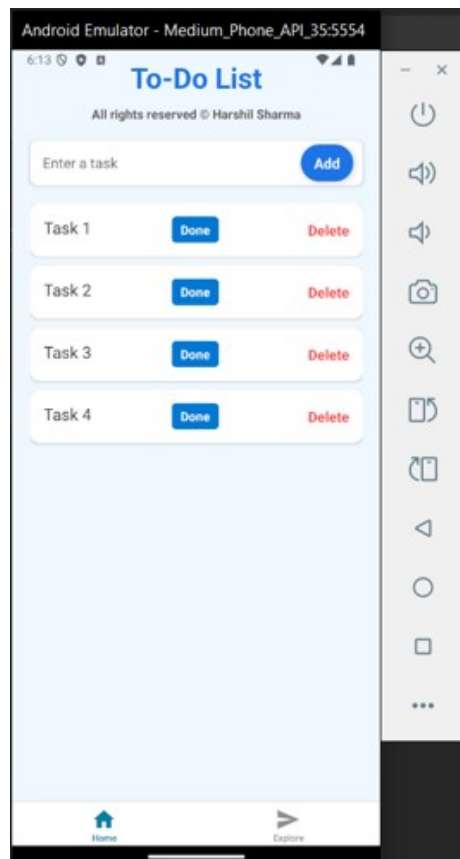 Android Emulator - Medium_Phone_API_35:5554
6:13
To-Do List
All rights reserved © Harshil Sharma
Enter a task Add
Task 1 Done Delete
Task 2 Done Delete
Task 3 Done Delete
Task 4 Done Delete
Home Explore